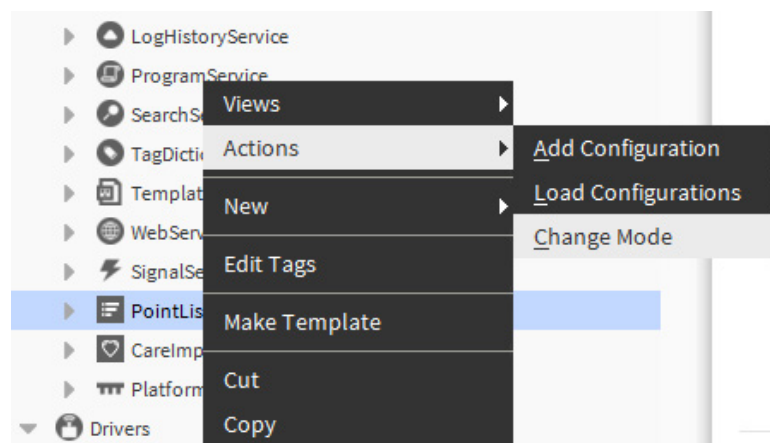 LogHistoryService
ProgramService
SearchSe
TagDictio
Templat
WebServ
SignalSe
PointLis
CareImp
Platform
Drivers
Views
Actions
New
Edit Tags
Make Template
Cut
Copy
Add Configuration
Load Configurations
Change Mode